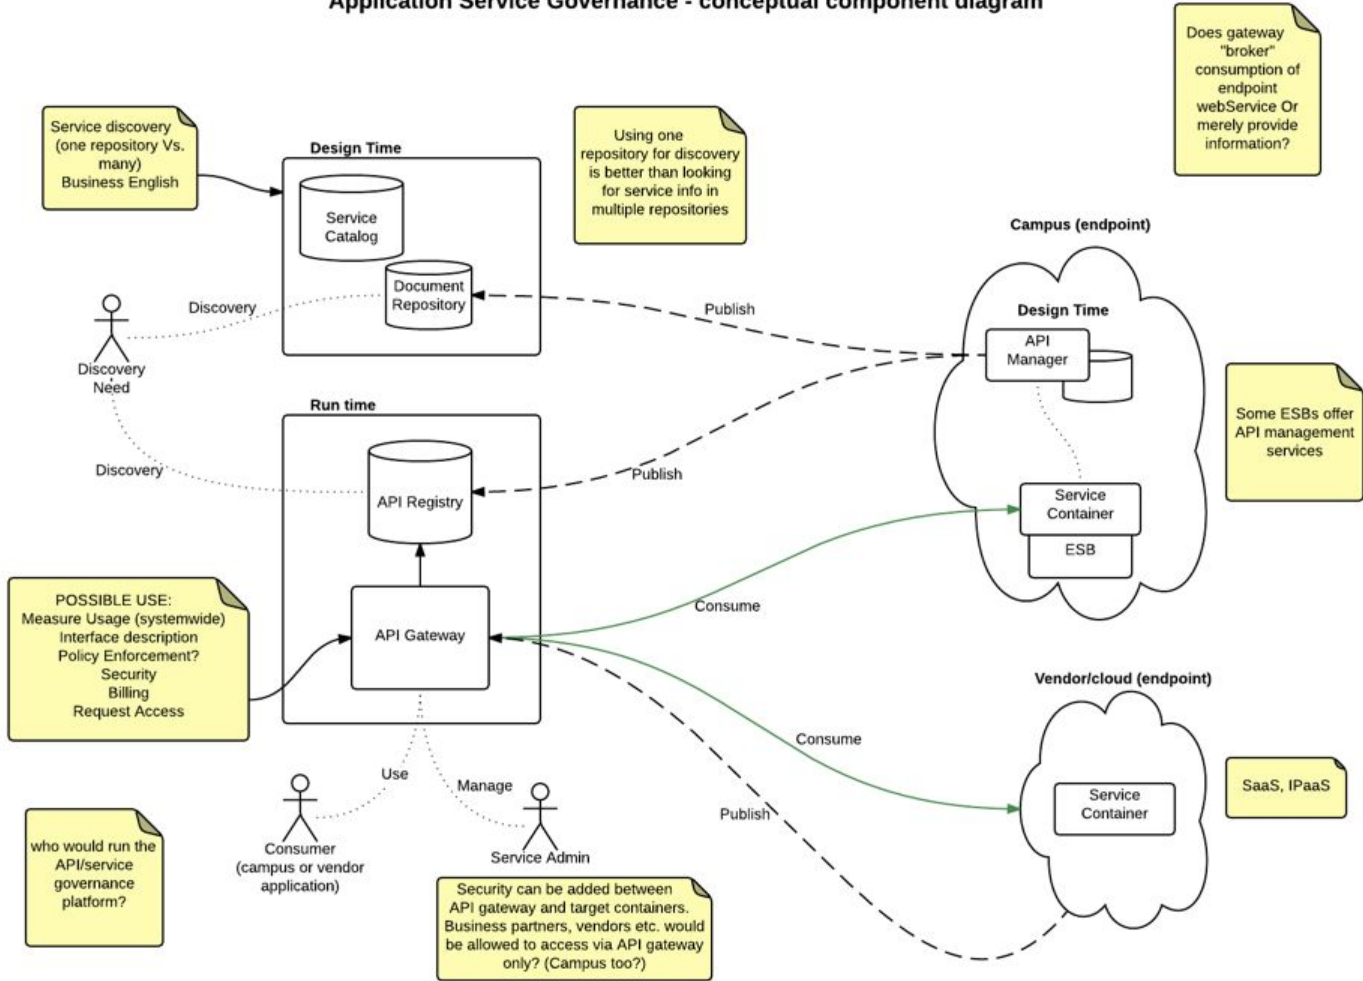 Application Service Governance - conceptual component diagram
Does gateway
"broker"
consumption of
endpoint
webService Or
merely provide
information?
Service discovery
(one repository Vs.
many)
Business English
Using one
repository for discovery
is better than looking
for service info in
multiple repositories
Design Time
Service
Catalog
Document
Repository
Discovery
Publish
Discovery
Need
Campus (endpoint)
Design Time
API
Manager
Some ESBs offer
API management
services
Run time
API Registry
Discovery
Publish
Service
Container
ESB
POSSIBLE USE:
Measure Usage (systemwide)
Interface description
Policy Enforcement?
Security
Billing
Request Access
API Gateway
Consume
Vendor/cloud (endpoint)
Consume
Publish
Service
Container
SaaS, IPaaS
Use
Manage
who would run the
API/service
governance
platform?
Consumer
(campus or vendor
application)
Service Admin
Security can be added between
API gateway and target containers.
Business partners, vendors etc. would
be allowed to access via API gateway
only? (Campus too?)